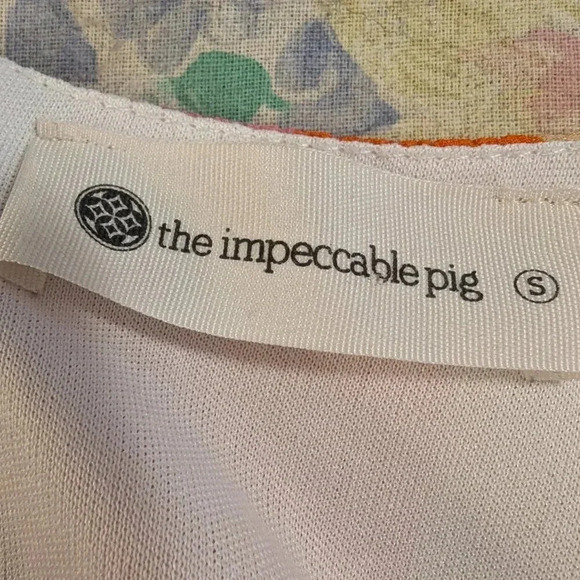 the impeccable pig S